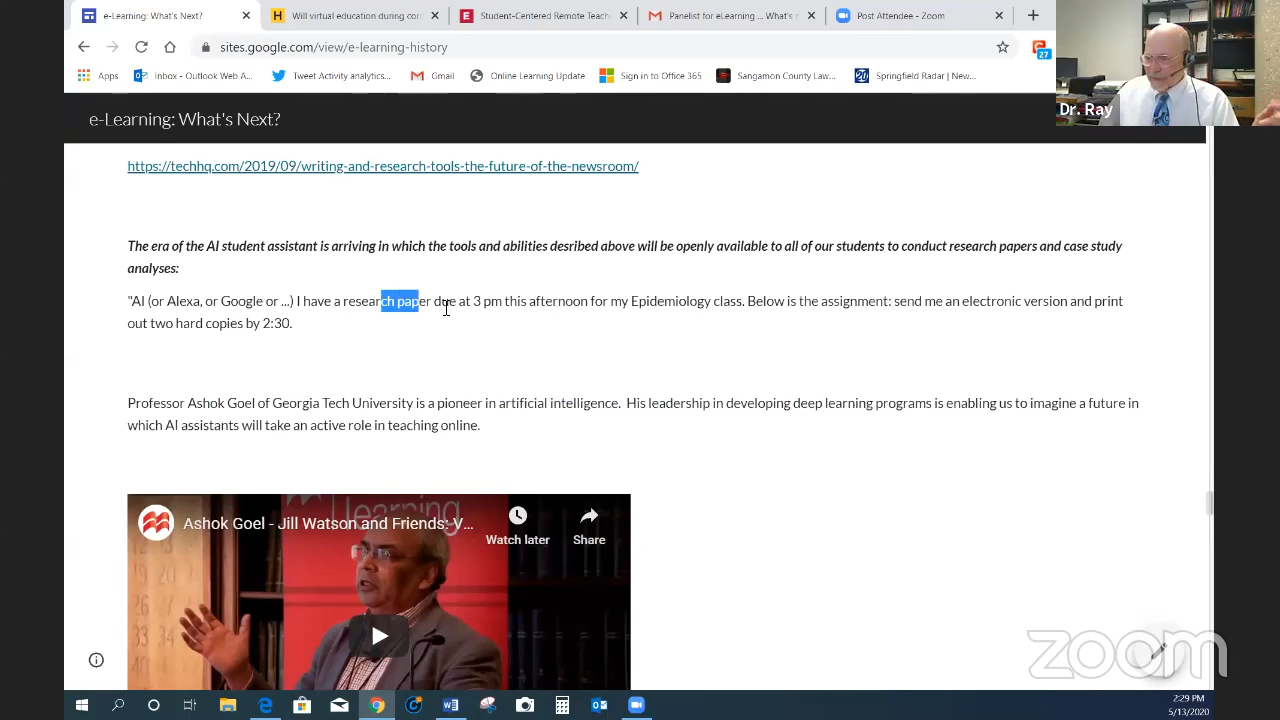 e-Learning: What's Next?
Will virtual education during cor
Student-Centered Remote Teach
Panelist for eLearning ... What's e
Post Attendee - Zoom
sites.google.com/view/e-learning-history
27
Apps
Inbox - Outlook Web A...
Tweet Activity analytics...
Gmail
Online Learning Update
Sign in to Office 365
Sangamon County Law...
20
Springfield Radar | New...
Dr. Ray
e-Learning: What's Next?
https://techhq.com/2019/09/writing-and-research-tools-the-future-of-the-newsroom/
The era of the AI student assistant is arriving in which the tools and abilities desribed above will be openly available to all of our students to conduct research papers and case study
analyses:
"AI (or Alexa, or Google or ...) I have a research paper due at 3 pm this afternoon for my Epidemiology class. Below is the assignment: send me an electronic version and print
out two hard copies by 2:30.
Professor Ashok Goel of Georgia Tech University is a pioneer in artificial intelligence.  His leadership in developing deep learning programs is enabling us to imagine a future in
which AI assistants will take an active role in teaching online.
learning
Ashok Goel - Jill Watson and Friends: V...
Watch later
Share
zoom
2:29 PM
5/13/2020